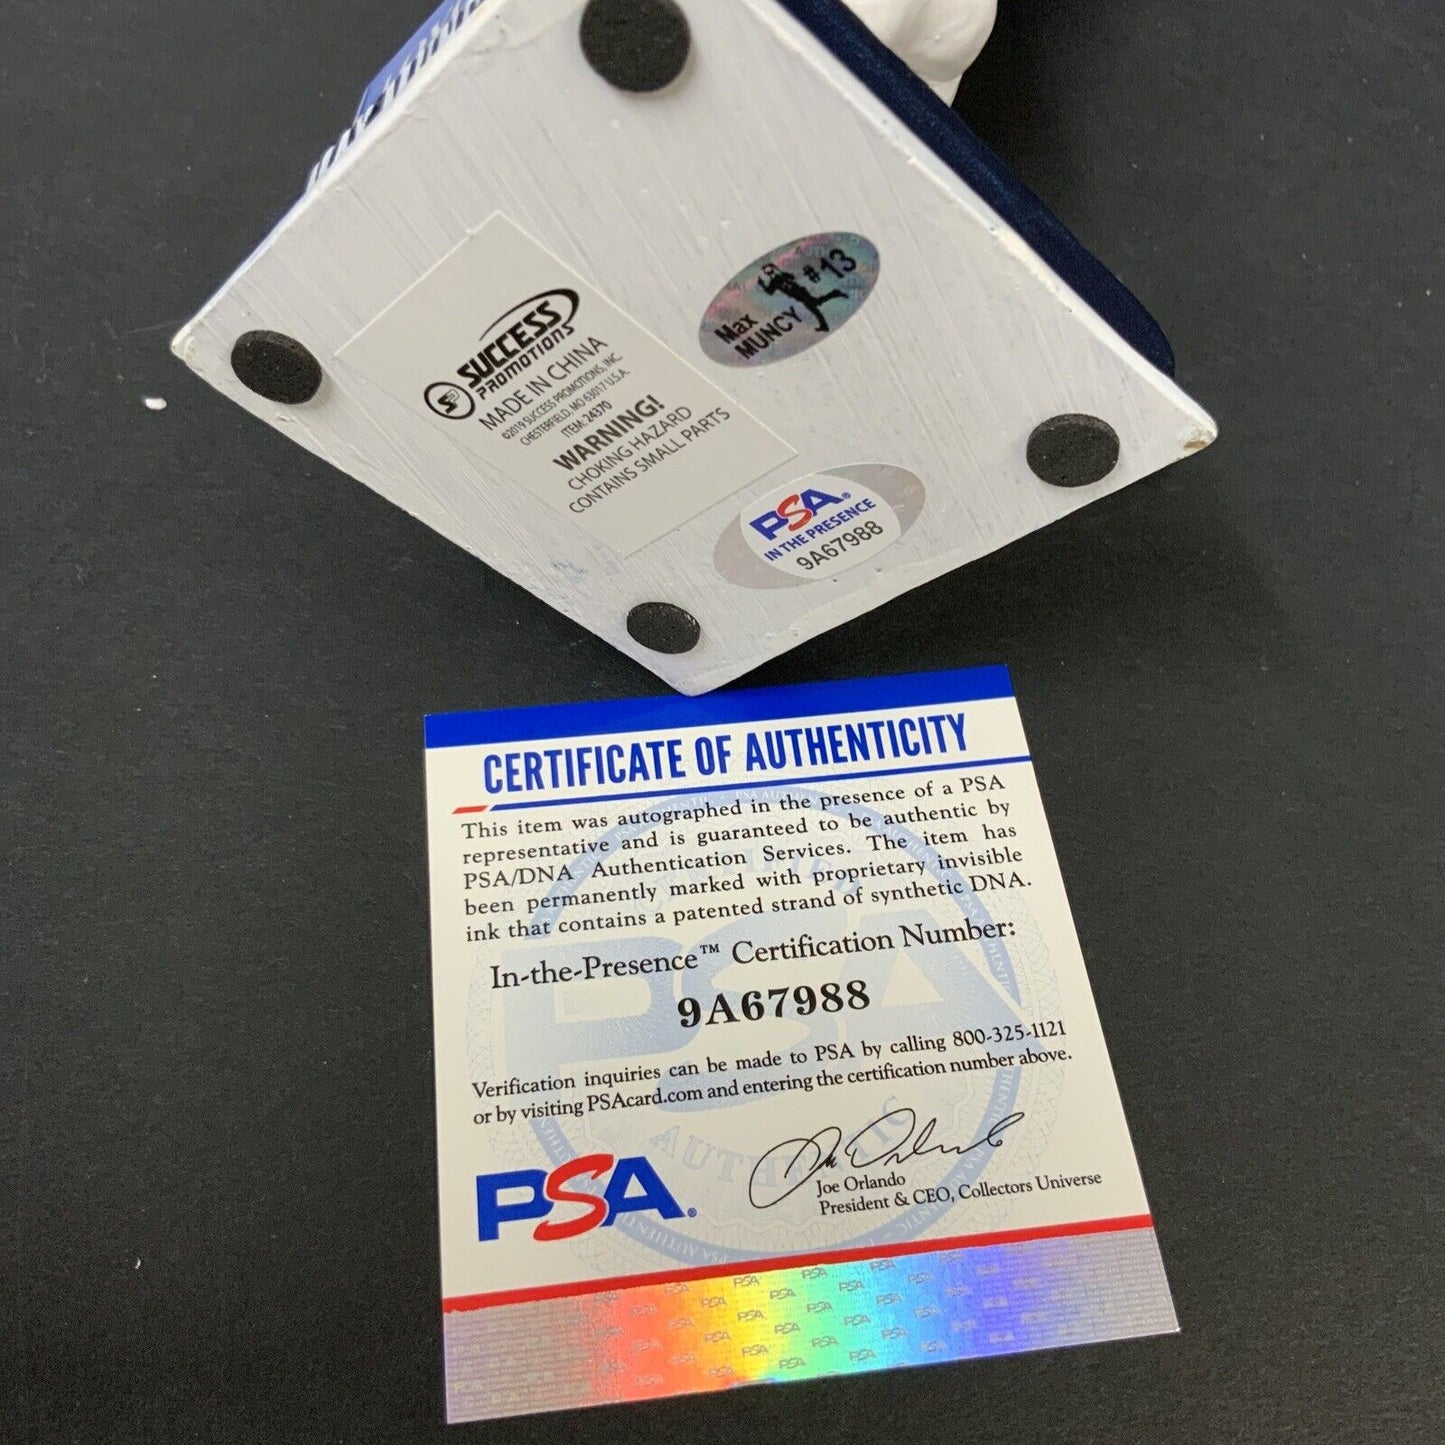 SUCCESS
PROMOTIONS
MADE IN CHINA
©2019 SUCCESS PROMOTIONS, INC.
CHESTERFIELD, MO 63017 U.S.A.
ITEM: 24370
WARNING!
CHOKING HAZARD
CONTAINS SMALL PARTS
Max
MUNCY
#13
PSA®
IN THE PRESENCE
9A67988
CERTIFICATE OF AUTHENTICITY
This item was autographed in the presence of a PSA
representative and is guaranteed to be authentic by
PSA/DNA Authentication Services. The item has
been permanently marked with proprietary invisible
ink that contains a patented strand of synthetic DNA.
In-the-Presence™ Certification Number:
9A67988
Verification inquiries can be made to PSA by calling 800-325-1121
or by visiting PSAcard.com and entering the certification number above.
PSA®
Joe Orlando
President & CEO, Collectors Universe